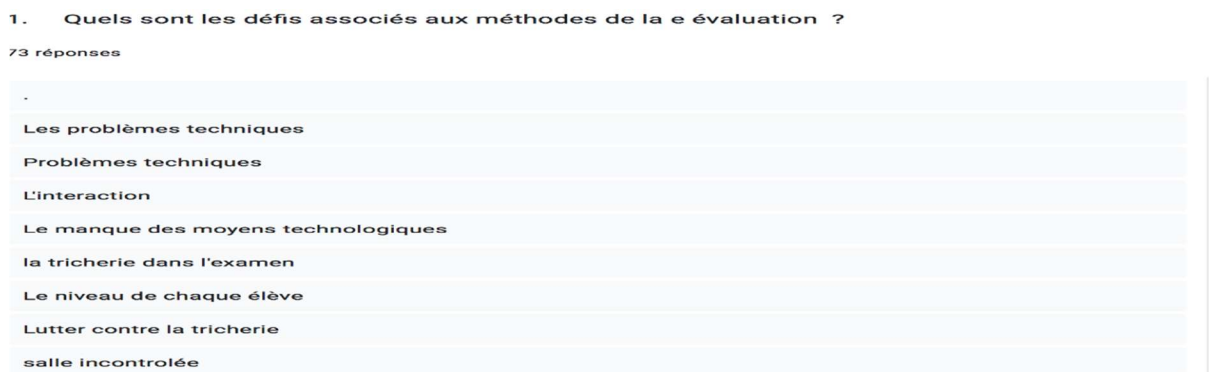 1. Quels sont les défis associés aux méthodes de la e évaluation ?
73 réponses
.
Les problèmes techniques
Problèmes techniques
L'interaction
Le manque des moyens technologiques
la tricherie dans l'examen
Le niveau de chaque élève
Lutter contre la tricherie
salle incontrolée